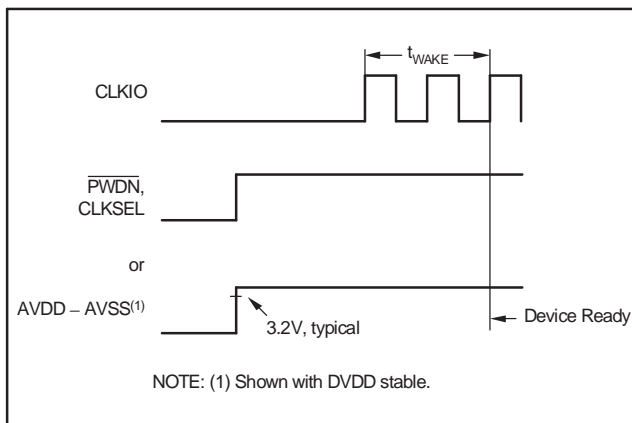 tWAKE
CLKIO
PWDN,
CLKSEL
or
AVDD – AVSS(1)
3.2V, typical
Device Ready
NOTE: (1) Shown with DVDD stable.